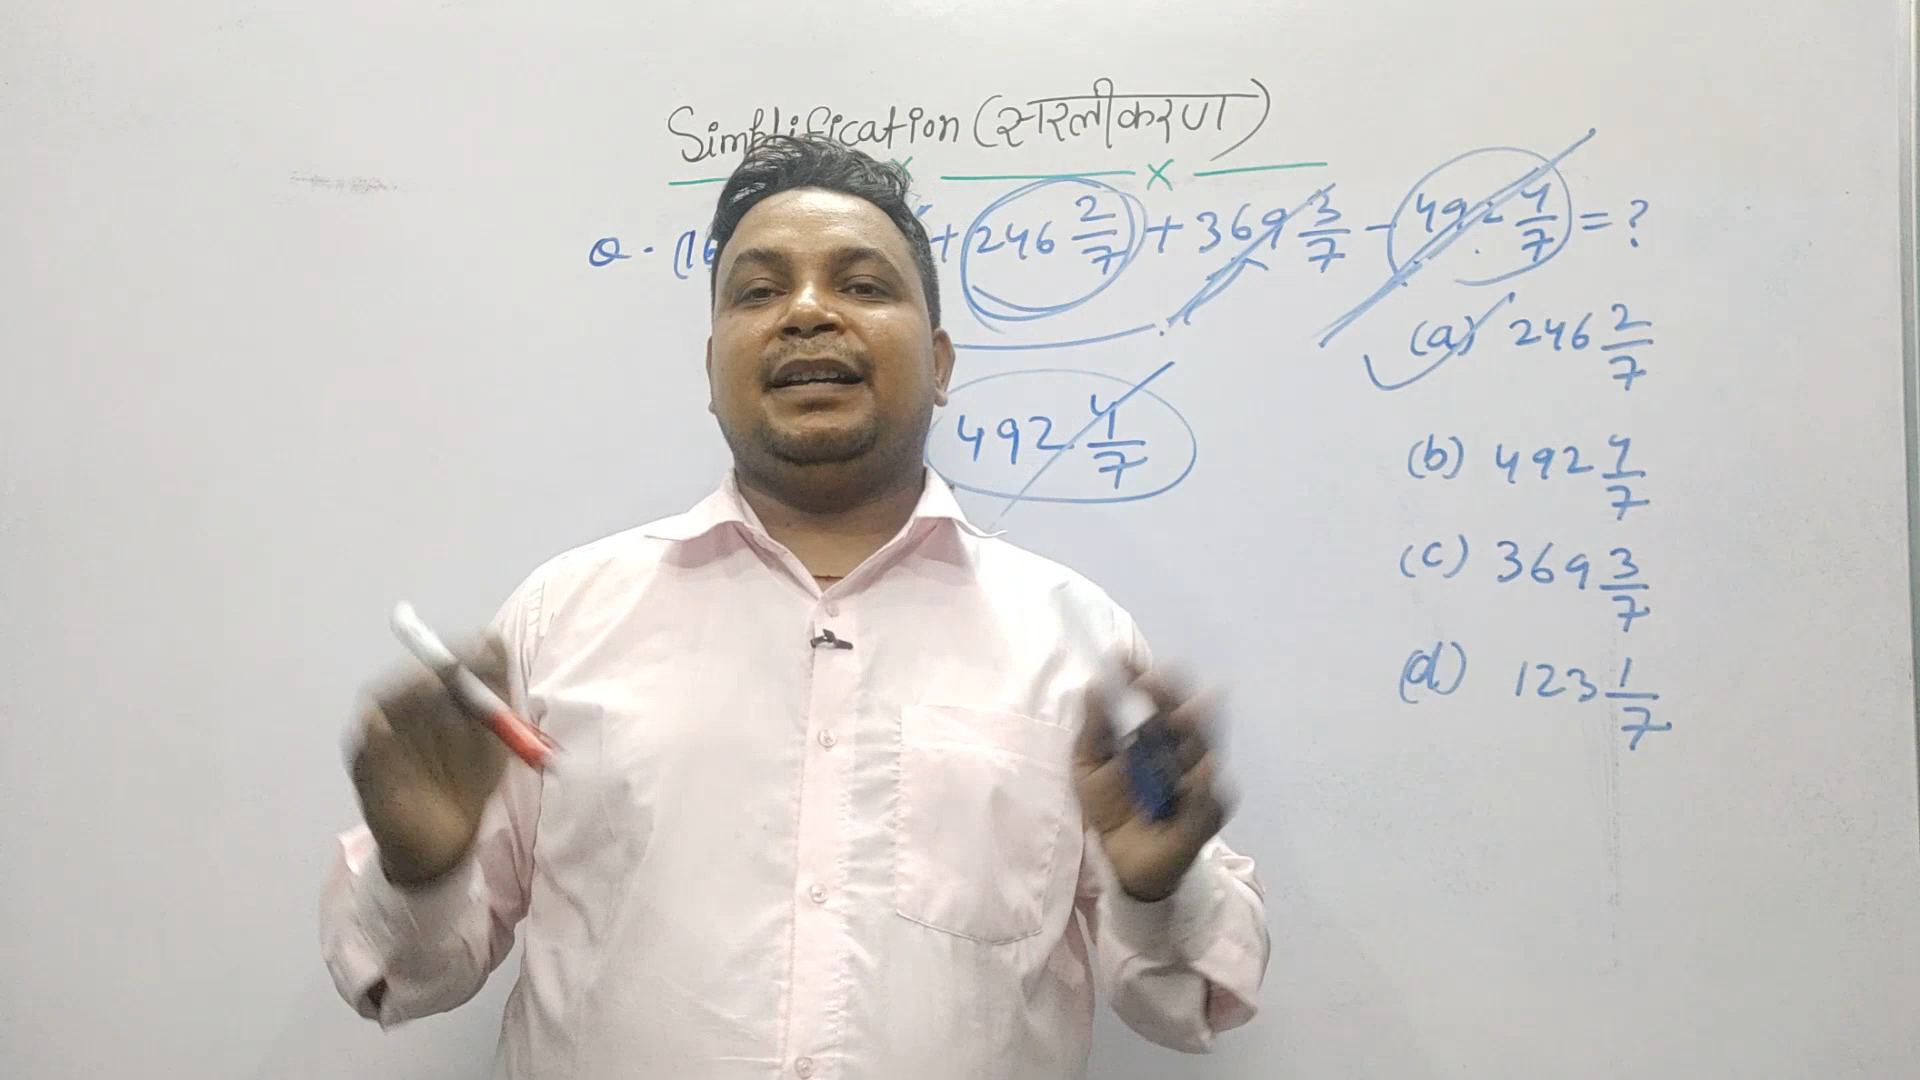 Simplification (सरलीकरण)
Q. (16 + 246 2/7 + 369 3/7 - 492 4/7 = ?
(a) 246 2/7
492 4/7
(b) 492 4/7
(c) 369 3/7
(d) 123 1/7